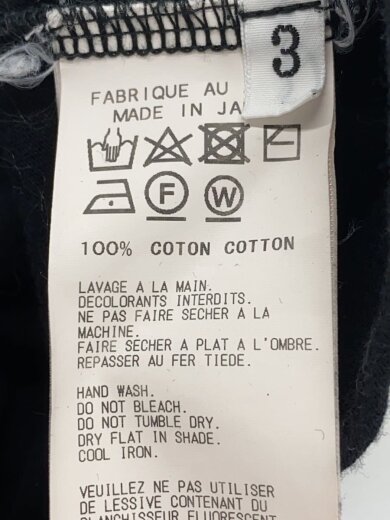 3
FABRIQUE AU
MADE IN
F
W
100% COTON COTTON
LAVAGE A LA MAIN.
DECOLORANTS INTERDITS.
NE PAS FAIRE SECHER A LA
MACHINE.
FAIRE SECHER A PLAT A L'OMBRE.
REPASSER AU FER TIEDE.
HAND WASH.
DO NOT BLEACH.
DO NOT TUMBLE DRY.
DRY FLAT IN SHADE.
COOL IRON.
VEUILLEZ NE PAS UTILISER
DE LESSIVE CONTENANT DU
BLANCHISSEUR FLUORESCENT